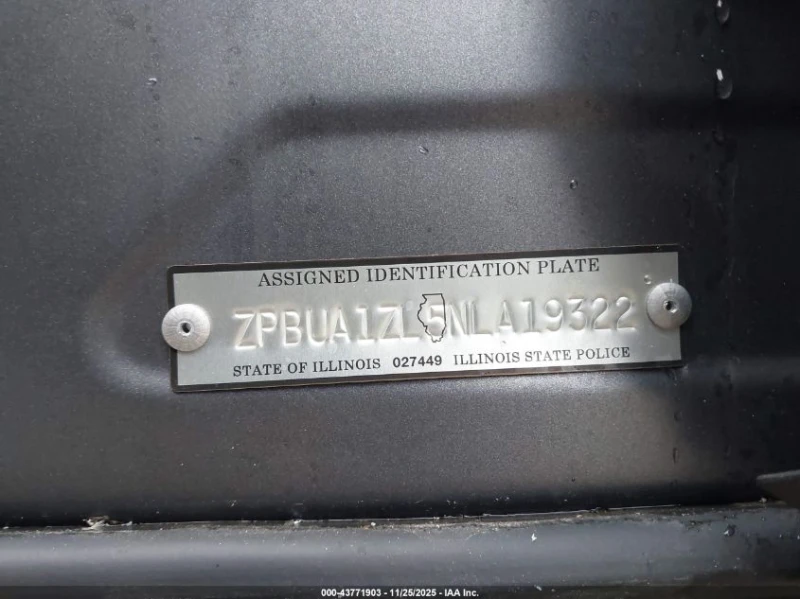 ASSIGNED IDENTIFICATION PLATE
ZPBUA1ZL5NLA19322
STATE OF ILLINOIS 027449 ILLINOIS STATE POLICE
000-43771903 - 11/25/2025 - IAA Inc.